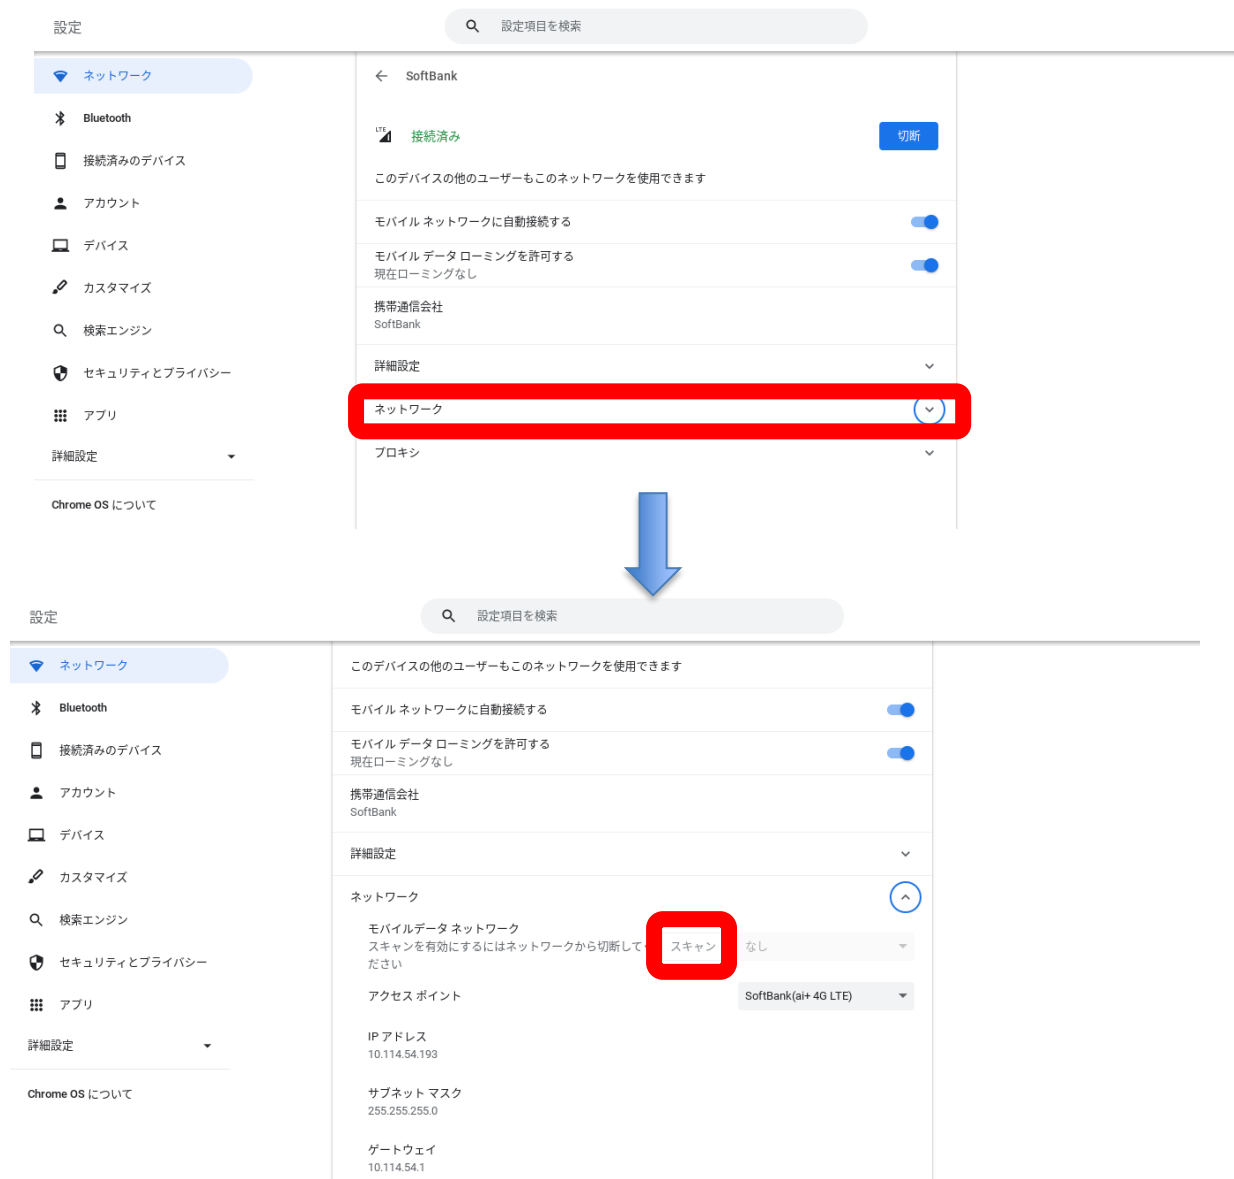 設定
設定項目を検索
ネットワーク
Bluetooth
接続済みのデバイス
アカウント
デバイス
カスタマイズ
検索エンジン
セキュリティとプライバシー
アプリ
詳細設定
Chrome OS について
SoftBank
LTE
接続済み
切断
このデバイスの他のユーザーもこのネットワークを使用できます
モバイル ネットワークに自動接続する
モバイル データ ローミングを許可する
現在ローミングなし
携帯通信会社
SoftBank
詳細設定
ネットワーク
プロキシ
設定
設定項目を検索
ネットワーク
Bluetooth
接続済みのデバイス
アカウント
デバイス
カスタマイズ
検索エンジン
セキュリティとプライバシー
アプリ
詳細設定
Chrome OS について
このデバイスの他のユーザーもこのネットワークを使用できます
モバイル ネットワークに自動接続する
モバイル データ ローミングを許可する
現在ローミングなし
携帯通信会社
SoftBank
詳細設定
ネットワーク
モバイルデータ ネットワーク
スキャンを有効にするにはネットワークから切断して
ださい
スキャン
なし
アクセス ポイント
SoftBank(ai+ 4G LTE)
IP アドレス
10.114.54.193
サブネット マスク
255.255.255.0
ゲートウェイ
10.114.54.1